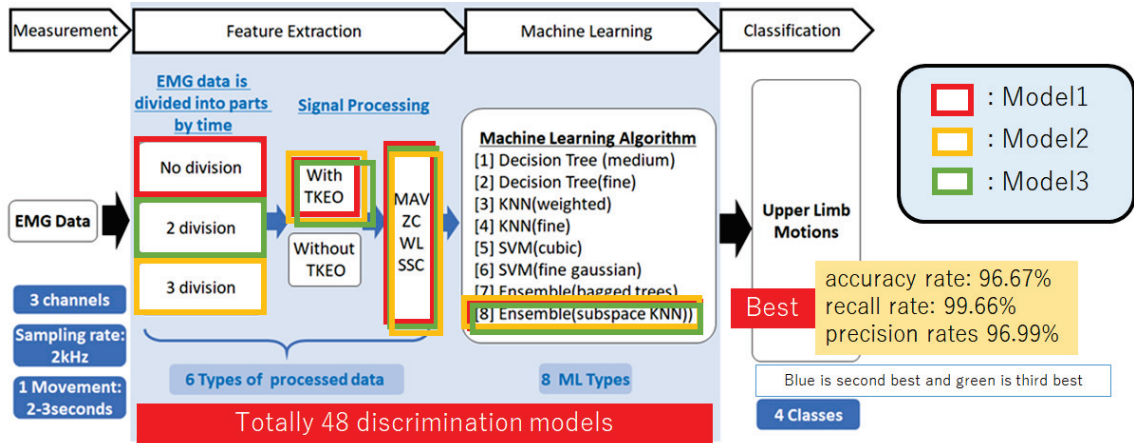 Measurement
Feature Extraction
Machine Learning
Classification
EMG data is
divided into parts
by time
Signal Processing
No division
2 division
3 division
With
TKEO
Without
TKEO
MAV
ZC
WL
SSC
EMG Data
3 channels
Sampling rate:
2kHz
1 Movement:
2-3seconds
6 Types of processed data
Machine Learning Algorithm
[1] Decision Tree (medium)
[2] Decision Tree(fine)
[3] KNN(weighted)
[4] KNN(fine)
[5] SVM(cubic)
[6] SVM(fine gaussian)
[7] Ensemble(bagged trees)
[8] Ensemble(subspace KNN))
8 ML Types
Totally 48 discrimination models
Upper Limb
Motions
Best
accuracy rate: 96.67%
recall rate: 99.66%
precision rates 96.99%
Blue is second best and green is third best
4 Classes
: Model1
: Model2
: Model3